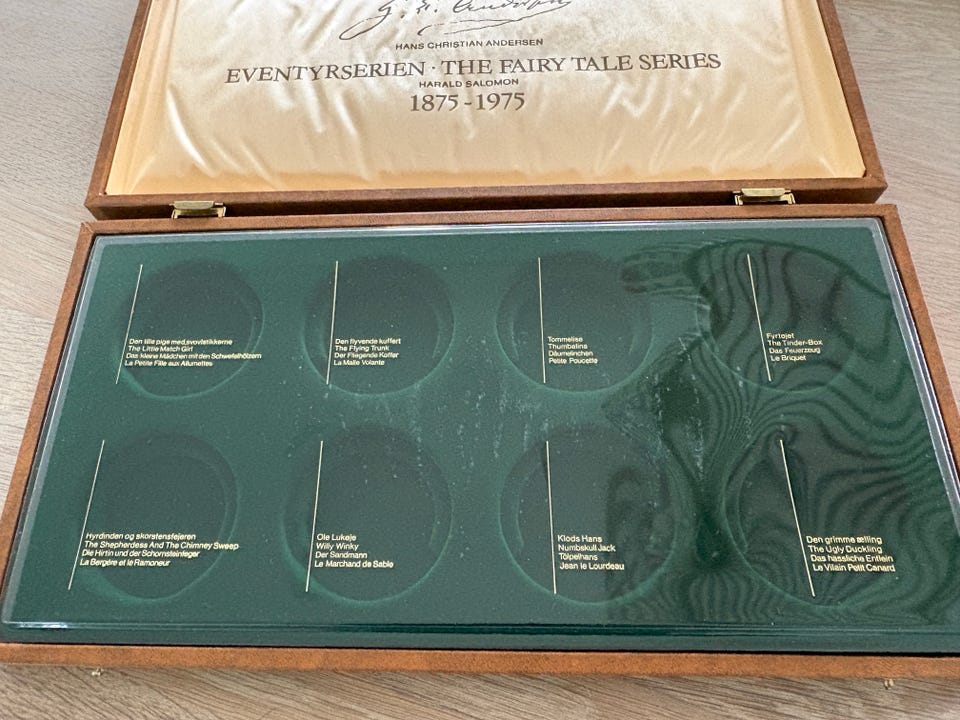 HANS CHRISTIAN ANDERSEN
EVENTYRSERIEN · THE FAIRY TALE SERIES
HARALD SALOMON
1875-1975
Den lille pige med svovlstikkerne
The Little Match Girl
Das kleine Mädchen mit den Schwefelhölzern
La Petite Fille aux Allumettes
Den flyvende kuffert
The Flying Trunk
Der Fliegende Koffer
La Malle Volante
Tommelise
Thumbelina
Däumelinchen
Petite Poucette
Fyrtøjet
The Tinder-Box
Das Feuerzeug
Le Briquet
Hyrdinden og skorstensfejeren
The Shepherdess And The Chimney Sweep
Die Hirtin und der Schornsteinfeger
La Bergére et le Ramoneur
Ole Lukøje
Willy Winky
Der Sandmann
Le Marchand de Sable
Klods Hans
Numbskull Jack
Tölpelhans
Jean le Lourdeau
Den grimme ælling
The Ugly Duckling
Das hässliche Entlein
Le Vilain Petit Canard